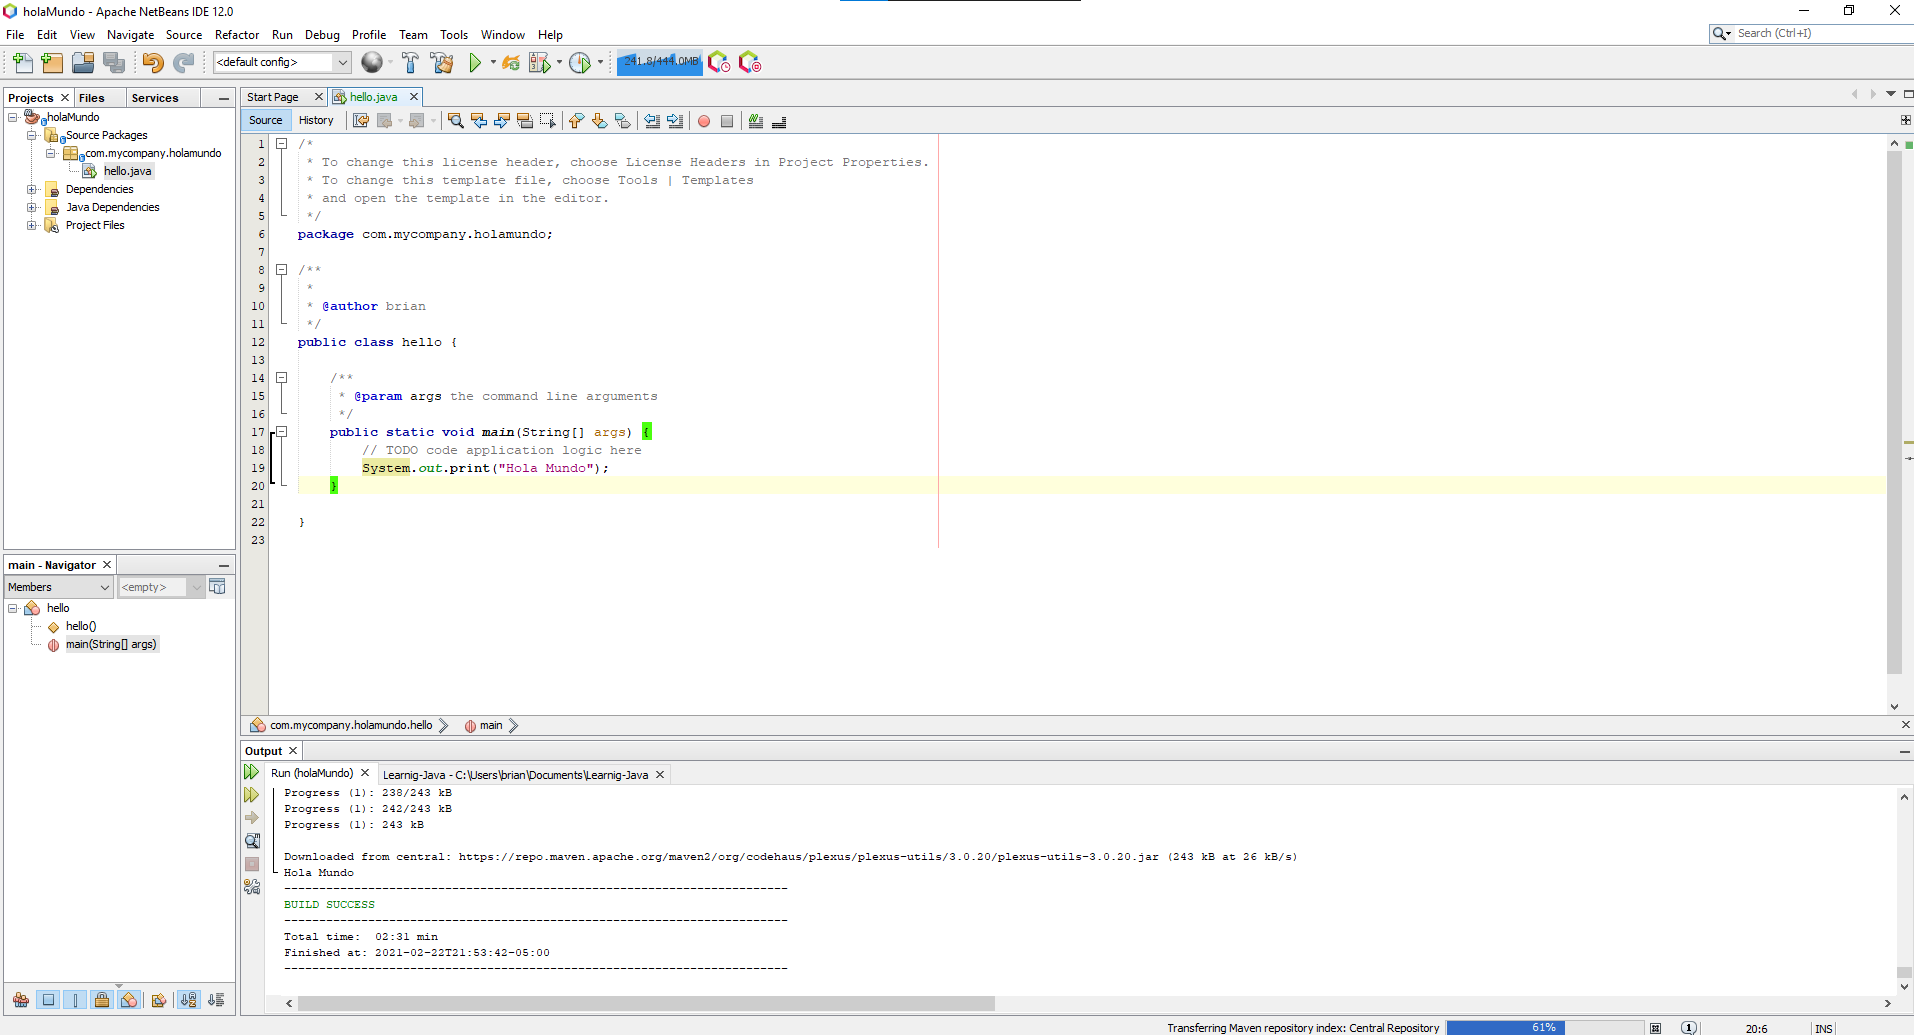 holaMundo - Apache NetBeans IDE 12.0
File Edit View Navigate Source Refactor Run Debug Profile Team Tools Window Help
Search (Ctrl+I)
<default config>
241.8/444.0MB
Projects Files Services
holaMundo
Source Packages
com.mycompany.holamundo
hello.java
Dependencies
Java Dependencies
Project Files
Start Page hello.java
Source History
1 /*
2 * To change this license header, choose License Headers in Project Properties.
3 * To change this template file, choose Tools | Templates
4 * and open the template in the editor.
5 */
6 package com.mycompany.holamundo;
7
8 /**
9 *
10 * @author brian
11 */
12 public class hello {
13
14 /**
15 * @param args the command line arguments
16 */
17 public static void main(String[] args) {
18 // TODO code application logic here
19 System.out.print("Hola Mundo");
20 }
21
22 }
23
main - Navigator
Members <empty>
hello
hello()
main(String[] args)
com.mycompany.holamundo.hello main
Output
Run (holaMundo) Learnig-Java - C:\Users\brian\Documents\Learnig-Java
Progress (1): 238/243 kB
Progress (1): 242/243 kB
Progress (1): 243 kB
Downloaded from central: https://repo.maven.apache.org/maven2/org/codehaus/plexus/plexus-utils/3.0.20/plexus-utils-3.0.20.jar (243 kB at 26 kB/s)
Hola Mundo
------------------------------------------------------------------------
BUILD SUCCESS
------------------------------------------------------------------------
Total time: 02:31 min
Finished at: 2021-02-22T21:53:42-05:00
------------------------------------------------------------------------
Transferring Maven repository index: Central Repository 61% 1 20:6 INS